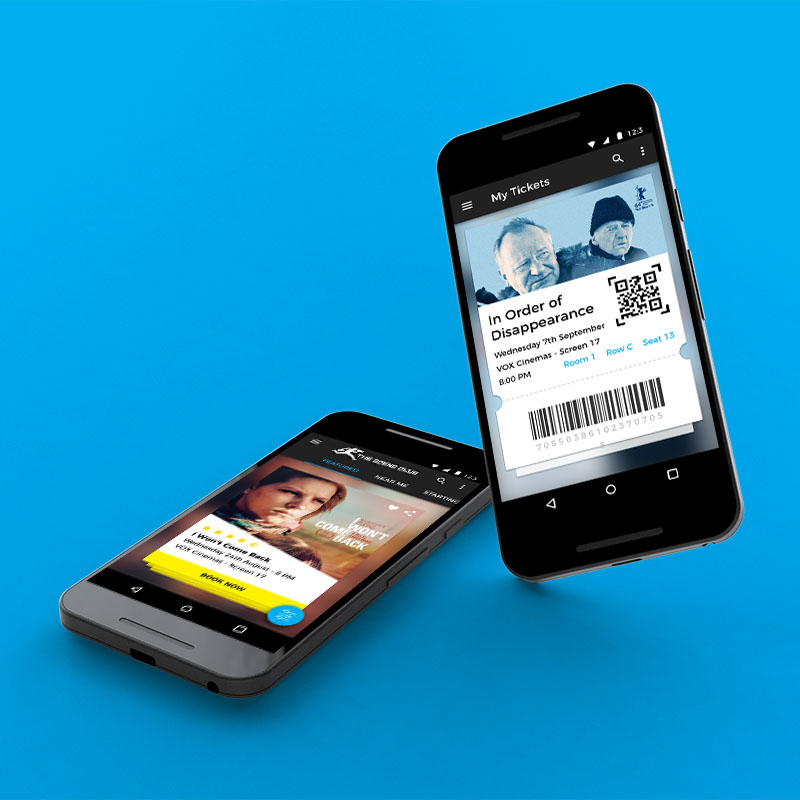 12:3
My Tickets
In Order of
Disappearance
Wednesday 7th September
VOX Cinemas - Screen 17
8:00 PM
Room 1 Row C Seat 13
70550386102370705
THE SCENE CLUB
12:3
FEATURED
NEAR ME
STARTING
I WON'T
COME
BACK
I Won't Come Back
Wednesday 24th August - 8 PM
VOX Cinemas - Screen 17
BOOK NOW